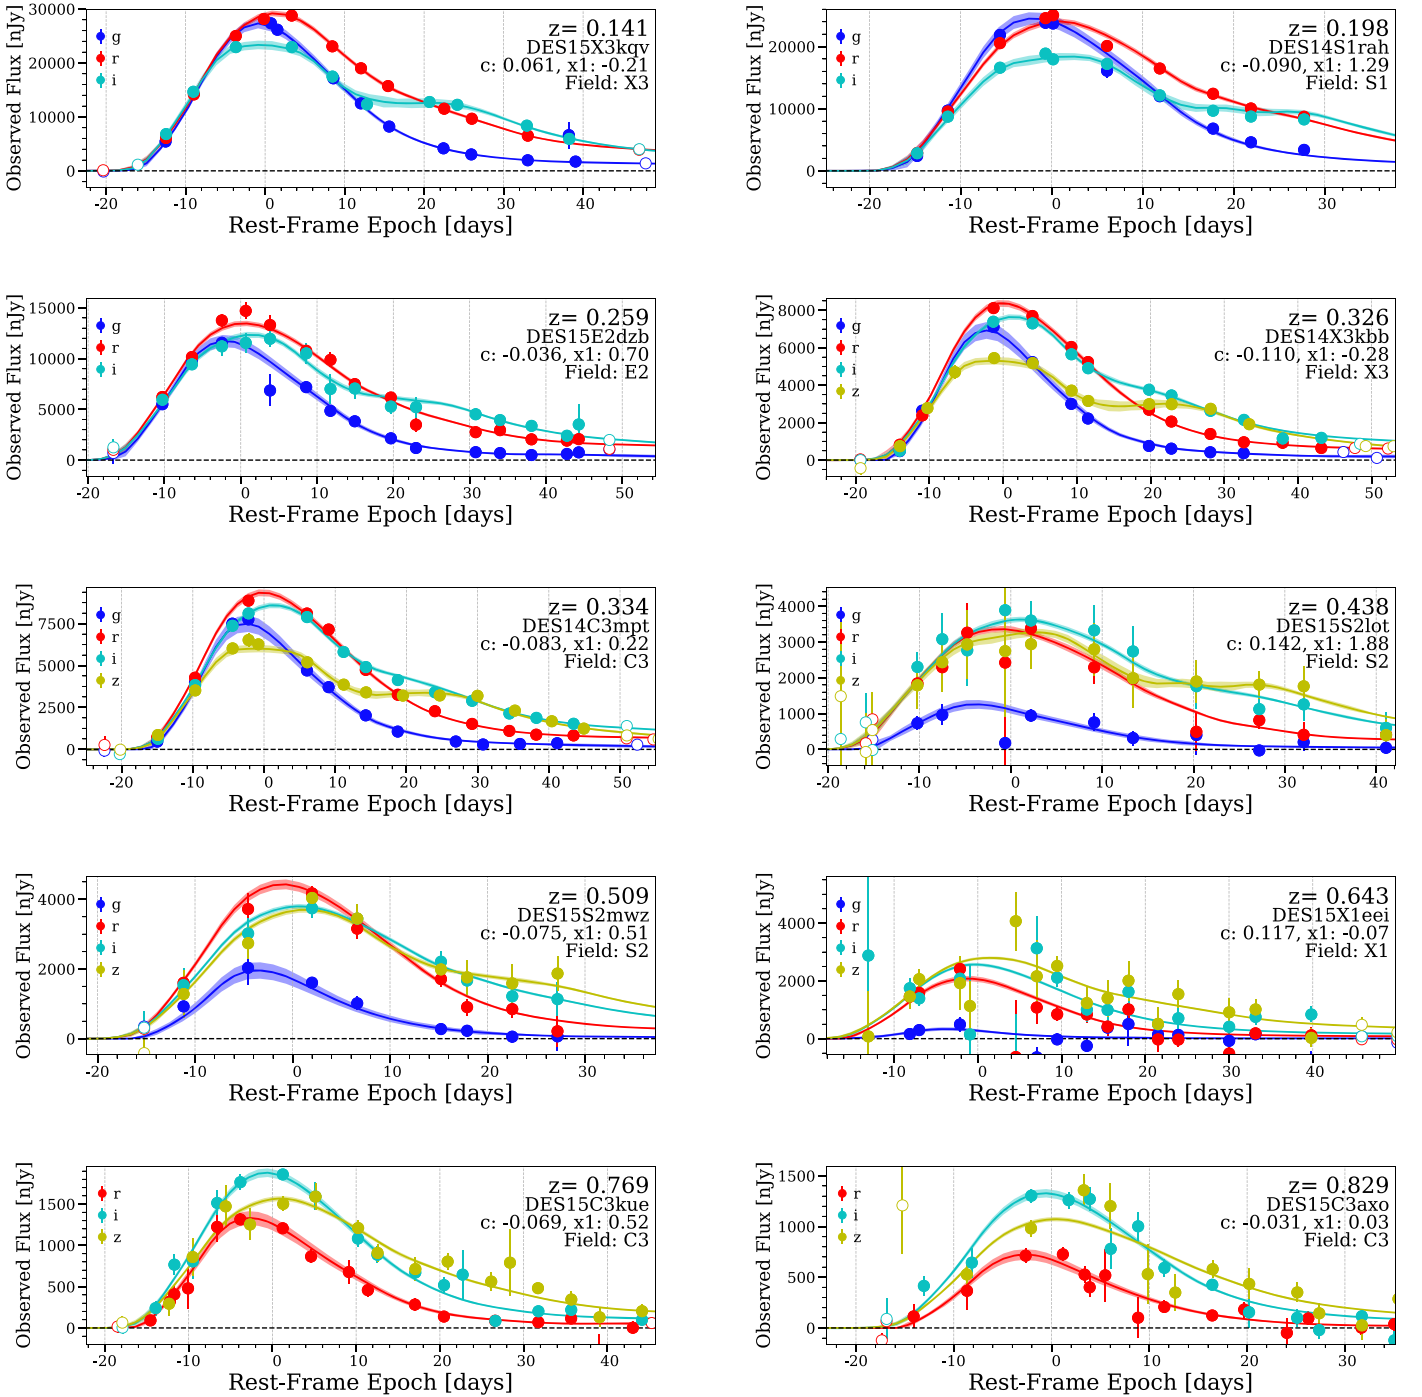 30000
20000
10000
0
Observed Flux [nJy]
g
r
i
z= 0.141
DES15X3kqv
c: 0.061, x1: -0.21
Field: X3
-20 -10 0 10 20 30 40
Rest-Frame Epoch [days]
20000
10000
0
Observed Flux [nJy]
g
r
i
z= 0.198
DES14S1rah
c: -0.090, x1: 1.29
Field: S1
-20 -10 0 10 20 30
Rest-Frame Epoch [days]
15000
10000
5000
0
Observed Flux [nJy]
g
r
i
z= 0.259
DES15E2dzb
c: -0.036, x1: 0.70
Field: E2
-20 -10 0 10 20 30 40 50
Rest-Frame Epoch [days]
8000
6000
4000
2000
0
Observed Flux [nJy]
g
r
i
z
z= 0.326
DES14X3kbb
c: -0.110, x1: -0.28
Field: X3
-20 -10 0 10 20 30 40 50
Rest-Frame Epoch [days]
7500
5000
2500
0
Observed Flux [nJy]
g
r
i
z
z= 0.334
DES14C3mpt
c: -0.083, x1: 0.22
Field: C3
-20 -10 0 10 20 30 40 50
Rest-Frame Epoch [days]
4000
3000
2000
1000
0
Observed Flux [nJy]
g
r
i
z
z= 0.438
DES15S2lot
c: 0.142, x1: 1.88
Field: S2
-20 -10 0 10 20 30 40
Rest-Frame Epoch [days]
4000
2000
0
Observed Flux [nJy]
g
r
i
z
z= 0.509
DES15S2mwz
c: -0.075, x1: 0.51
Field: S2
-20 -10 0 10 20 30
Rest-Frame Epoch [days]
4000
2000
0
Observed Flux [nJy]
g
r
i
z
z= 0.643
DES15X1eei
c: 0.117, x1: -0.07
Field: X1
-10 0 10 20 30 40 50
Rest-Frame Epoch [days]
1500
1000
500
0
Observed Flux [nJy]
r
i
z
z= 0.769
DES15C3kue
c: -0.069, x1: 0.52
Field: C3
-20 -10 0 10 20 30 40
Rest-Frame Epoch [days]
1500
1000
500
0
Observed Flux [nJy]
r
i
z
z= 0.829
DES15C3axo
c: -0.031, x1: 0.03
Field: C3
-20 -10 0 10 20 30
Rest-Frame Epoch [days]